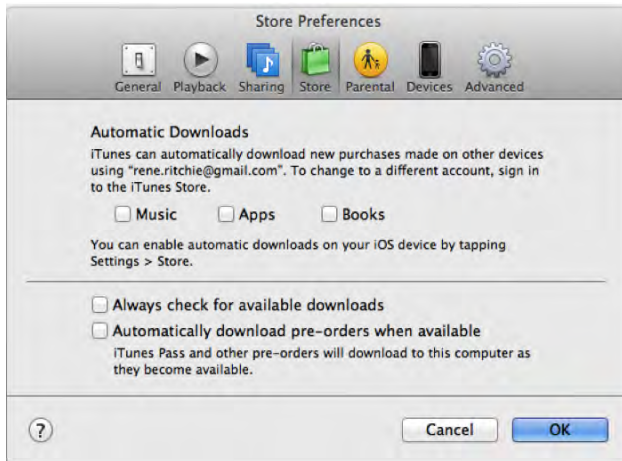 Store Preferences
General Playback Sharing Store Parental Devices Advanced
Automatic Downloads
iTunes can automatically download new purchases made on other devices
using “rene.ritchie@gmail.com”. To change to a different account, sign in
to the iTunes Store.
Music Apps Books
You can enable automatic downloads on your iOS device by tapping
Settings > Store.
Always check for available downloads
Automatically download pre-orders when available
iTunes Pass and other pre-orders will download to this computer as
they become available.
? Cancel OK